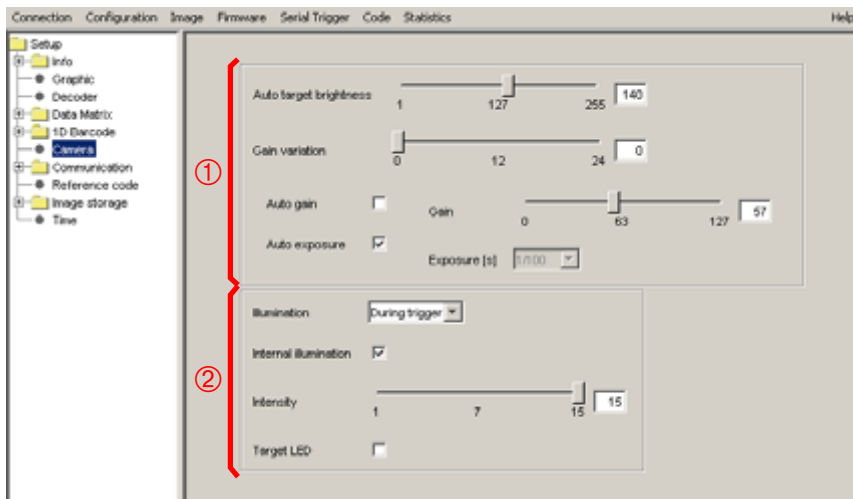 Connection Configuration Image Firmware Serial Trigger Code Statistics Help
Setup
Info
Graphic
Decoder
Data Matrix
1D Barcode
Camera
Communication
Reference code
Image storage
Time
①
Auto target brightness 140
1 127 255
Gain variation 0
0 12 24
Auto gain Gain 57
0 63 127
Auto exposure
Exposure [s] 1/100
②
Illumination During trigger
Internal illumination
Intensity 15
1 7 15
Target LED